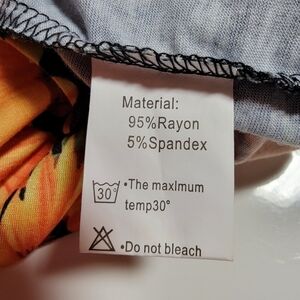 Material:
95%Rayon
5%Spandex
30°
•The maxlmum
temp30°
•Do not bleach